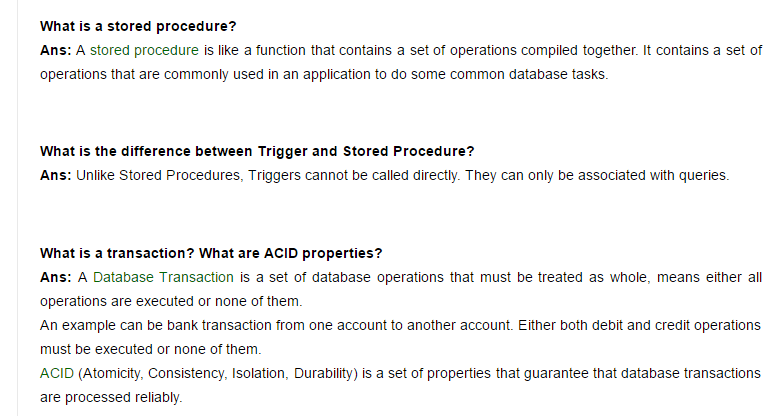 What is a stored procedure?
Ans: A stored procedure is like a function that contains a set of operations compiled together. It contains a set of
operations that are commonly used in an application to do some common database tasks.
What is the difference between Trigger and Stored Procedure?
Ans: Unlike Stored Procedures, Triggers cannot be called directly. They can only be associated with queries.
What is a transaction? What are ACID properties?
Ans: A Database Transaction is a set of database operations that must be treated as whole, means either all
operations are executed or none of them.
An example can be bank transaction from one account to another account. Either both debit and credit operations
must be executed or none of them.
ACID (Atomicity, Consistency, Isolation, Durability) is a set of properties that guarantee that database transactions
are processed reliably.